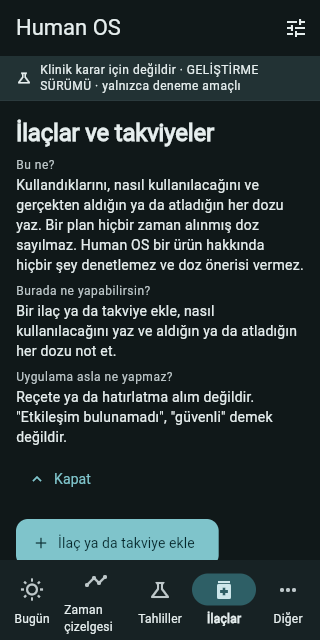 Human OS
Klinik karar için değildir · GELİŞTİRME
SÜRÜMÜ · yalnızca deneme amaçlı
İlaçlar ve takviyeler
Bu ne?
Kullandıklarını, nasıl kullanılacağını ve
gerçekten aldığın ya da atladığın her dozu
yaz. Bir plan hiçbir zaman alınmış doz
sayılmaz. Human OS bir ürün hakkında
hiçbir şey denetlemez ve doz önerisi vermez.
Burada ne yapabilirsin?
Bir ilaç ya da takviye ekle, nasıl
kullanılacağını yaz ve aldığın ya da atladığın
her dozu not et.
Uygulama asla ne yapmaz?
Reçete ya da hatırlatma alım değildir.
"Etkileşim bulunamadı", "güvenli" demek
değildir.
Kapat
İlaç ya da takviye ekle
Bugün
Zaman
çizelgesi
Tahliller
İlaçlar
Diğer